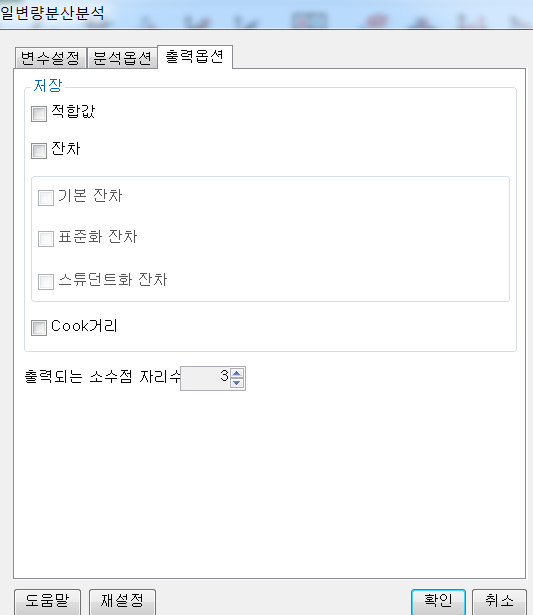 일변량분산분석
변수설정 분석옵션 출력옵션
저장
적합값
잔차
기본 잔차
표준화 잔차
스튜던트화 잔차
Cook거리
출력되는 소수점 자리수 3
도움말 재설정 확인 취소